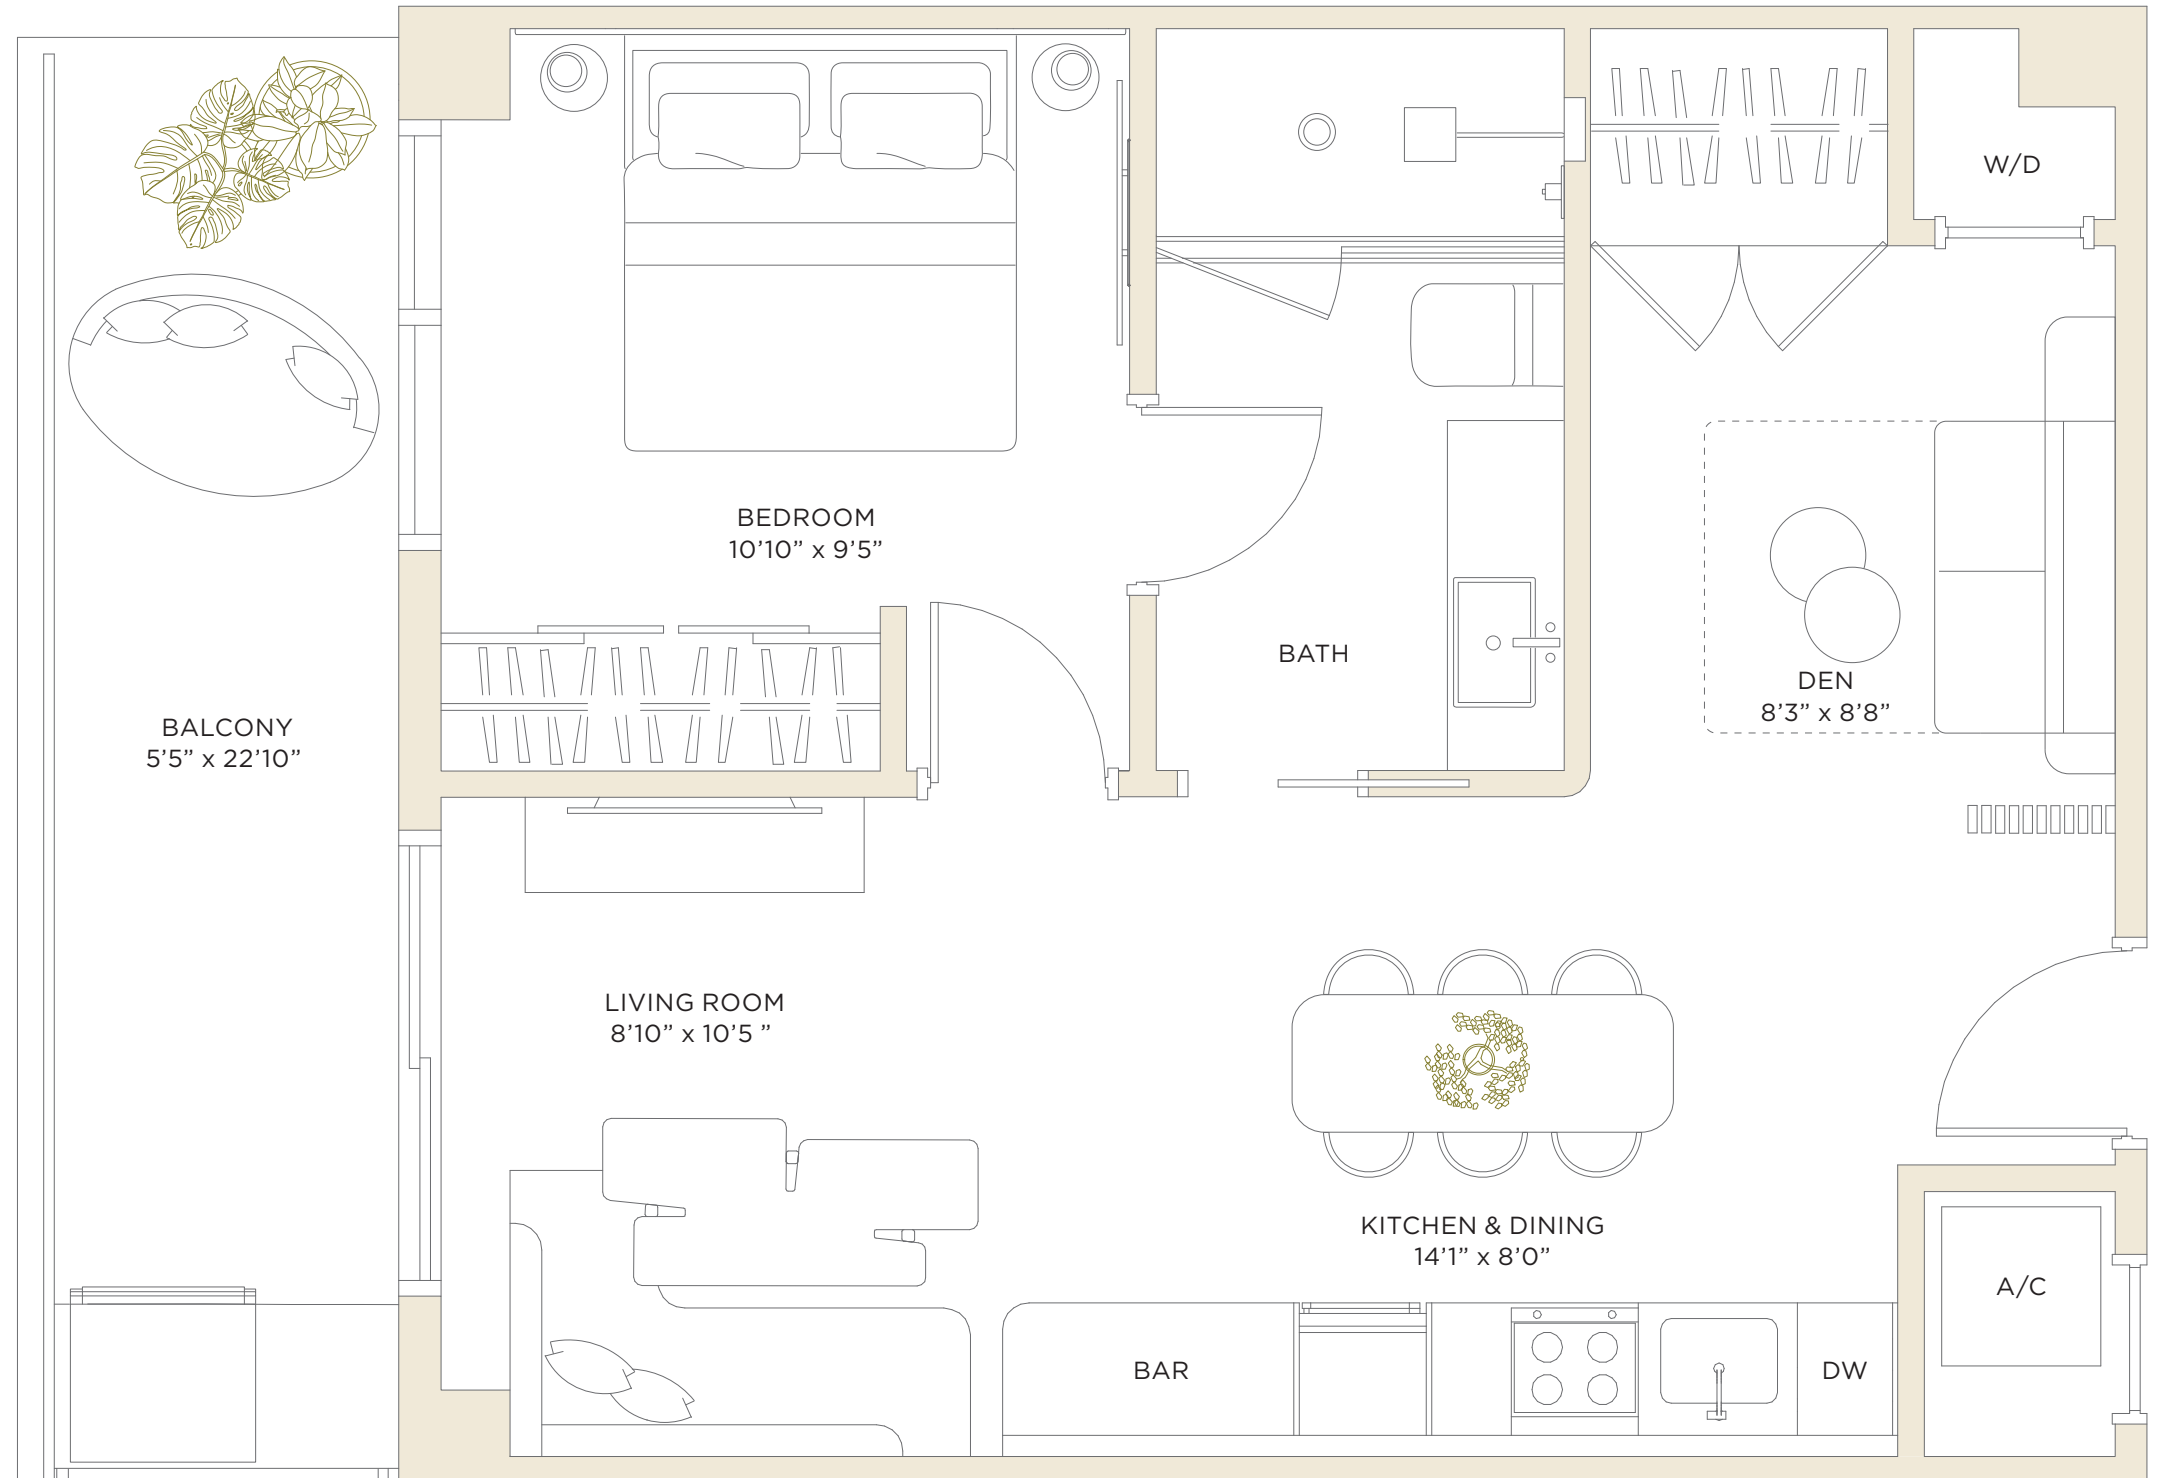 W/D
BEDROOM
10’10” x 9’5”
BATH
DEN
8’3” x 8’8”
BALCONY
5’5” x 22’10”
LIVING ROOM
8’10” x 10’5 ”
KITCHEN & DINING
14’1” x 8’0”
A/C
BAR
DW